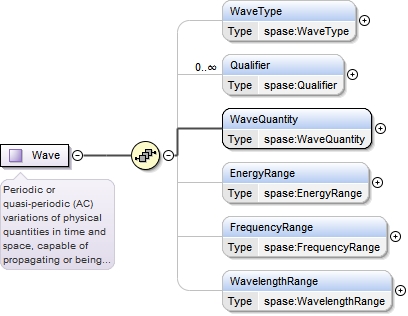 WaveType
Type spase:WaveType
0..∞
Qualifier
Type spase:Qualifier
WaveQuantity
Type spase:WaveQuantity
Wave
Periodic or
quasi-periodic (AC)
variations of physical
quantities in time and
space, capable of
propagating or being...
EnergyRange
Type spase:EnergyRange
FrequencyRange
Type spase:FrequencyRange
WavelengthRange
Type spase:WavelengthRange